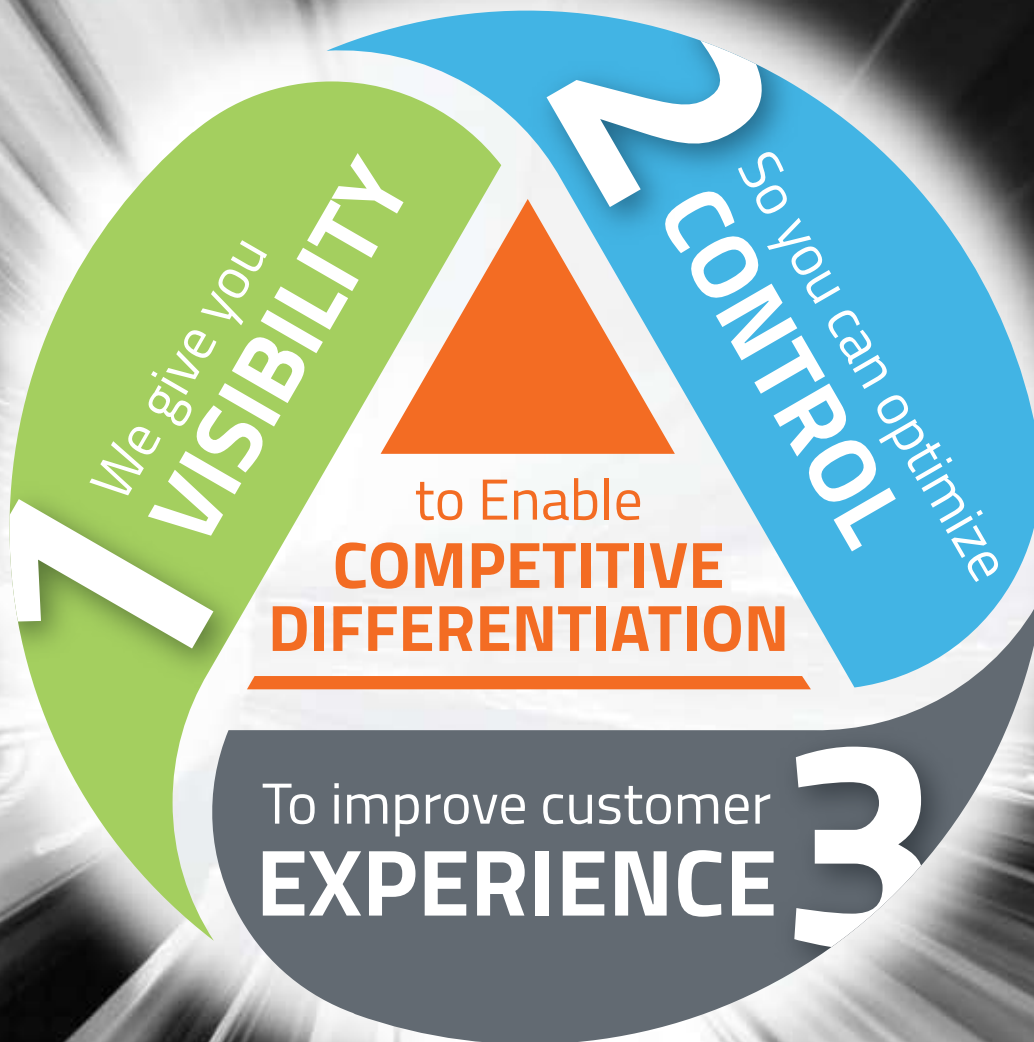 1
We give you
VISIBILITY
2
So you can optimize
CONTROL
3
To improve customer
EXPERIENCE
to Enable
COMPETITIVE
DIFFERENTIATION